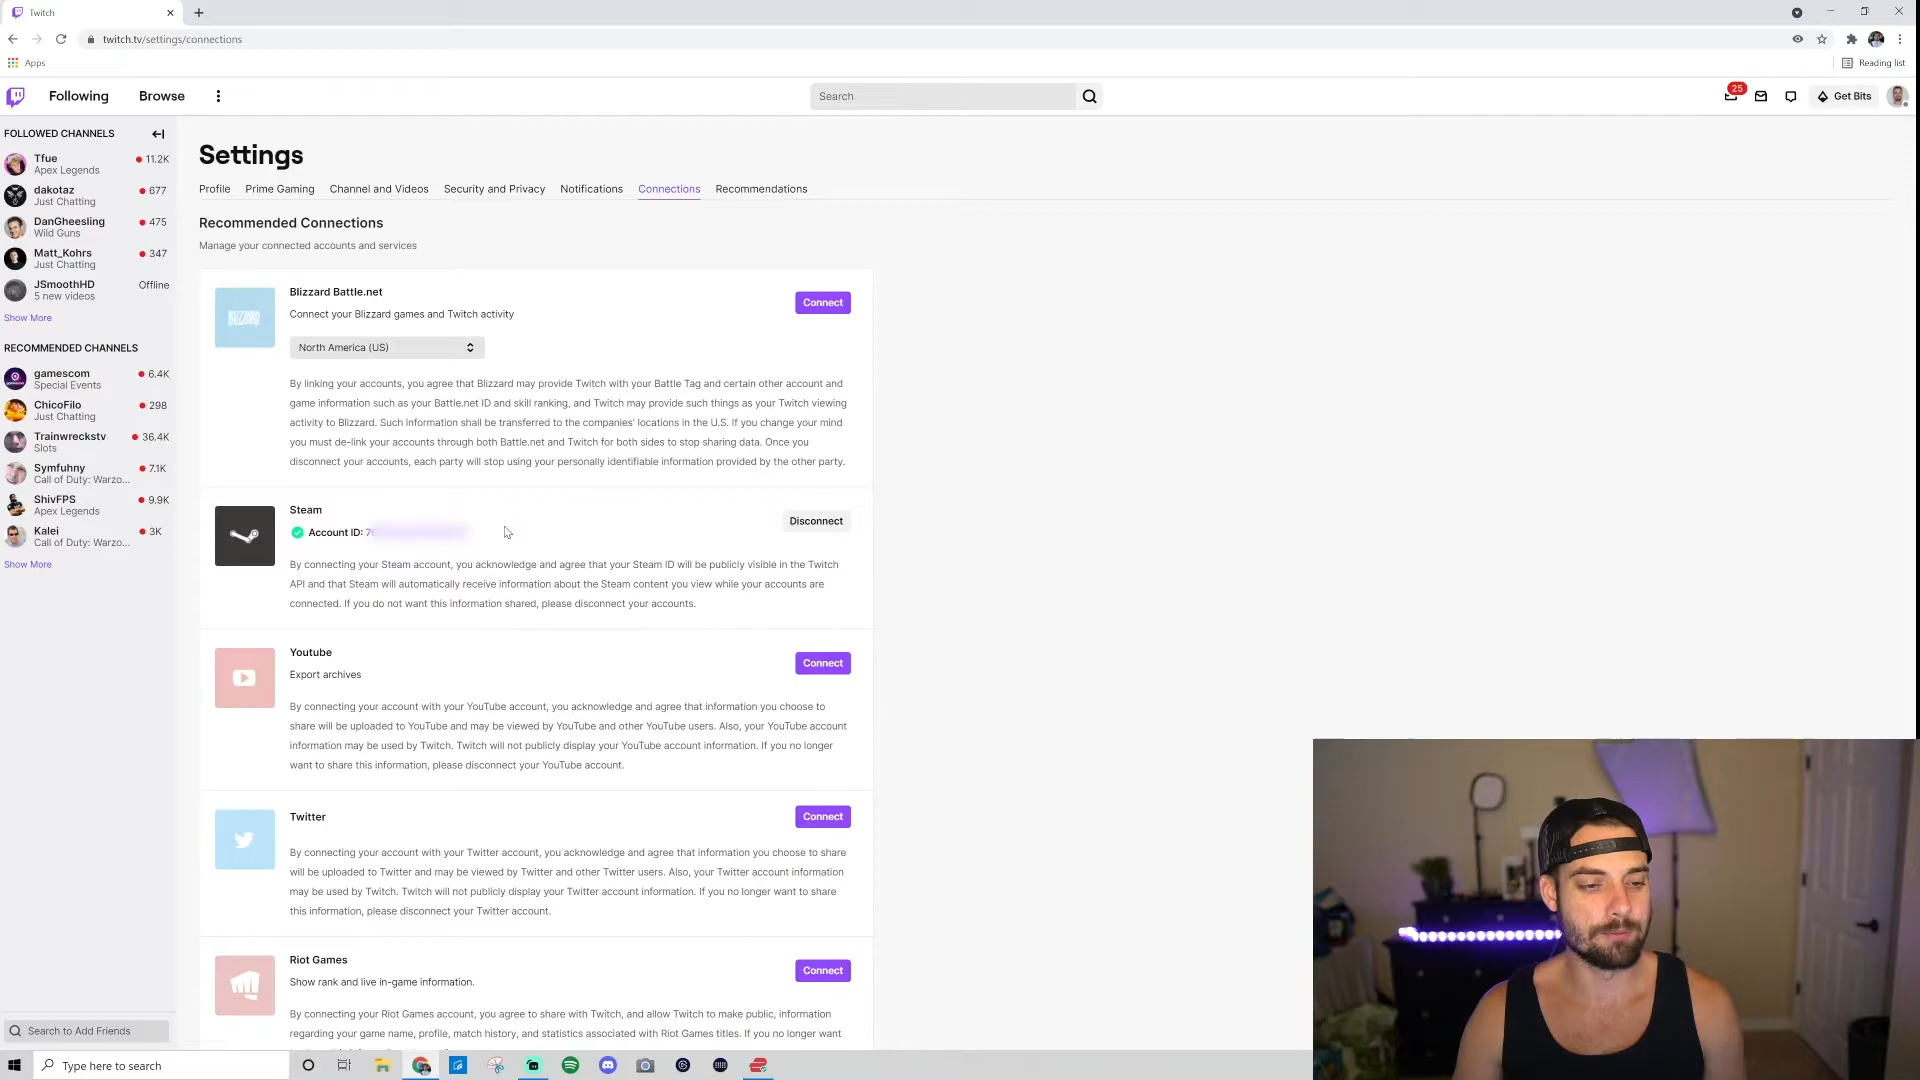 Twitch
twitch.tv/settings/connections
Apps
Reading list
Following
Browse
Search
25
Get Bits
FOLLOWED CHANNELS
Tfue
11.2K
Apex Legends
dakotaz
677
Just Chatting
DanGheesling
475
Wild Guns
Matt_Kohrs
347
Just Chatting
JSmoothHD
Offline
5 new videos
Show More
RECOMMENDED CHANNELS
gamescom
6.4K
Special Events
ChicoFilo
298
Just Chatting
Trainwreckstv
36.4K
Slots
Symfuhny
7.1K
Call of Duty: Warzo...
ShivFPS
9.9K
Apex Legends
Kalei
3K
Call of Duty: Warzo...
Show More
Search to Add Friends
Settings
Profile Prime Gaming Channel and Videos Security and Privacy Notifications Connections Recommendations
Recommended Connections
Manage your connected accounts and services
BLIZZARD
Blizzard Battle.net
Connect
Connect your Blizzard games and Twitch activity
North America (US)
By linking your accounts, you agree that Blizzard may provide Twitch with your Battle Tag and certain other account and
game information such as your Battle.net ID and skill ranking, and Twitch may provide such things as your Twitch viewing
activity to Blizzard. Such information shall be transferred to the companies' locations in the U.S. If you change your mind
you must de-link your accounts through both Battle.net and Twitch for both sides to stop sharing data. Once you
disconnect your accounts, each party will stop using your personally identifiable information provided by the other party.
Steam
Disconnect
Account ID: 76
By connecting your Steam account, you acknowledge and agree that your Steam ID will be publicly visible in the Twitch
API and that Steam will automatically receive information about the Steam content you view while your accounts are
connected. If you do not want this information shared, please disconnect your accounts.
Youtube
Connect
Export archives
By connecting your account with your YouTube account, you acknowledge and agree that information you choose to
share will be uploaded to YouTube and may be viewed by YouTube and other YouTube users. Also, your YouTube account
information may be used by Twitch. Twitch will not publicly display your YouTube account information. If you no longer
want to share this information, please disconnect your YouTube account.
Twitter
Connect
By connecting your account with your Twitter account, you acknowledge and agree that information you choose to share
will be uploaded to Twitter and may be viewed by Twitter and other Twitter users. Also, your Twitter account information
may be used by Twitch. Twitch will not publicly display your Twitter account information. If you no longer want to share
this information, please disconnect your Twitter account.
Riot Games
Connect
Show rank and live in-game information.
By connecting your Riot Games account, you agree to share with Twitch, and allow Twitch to make public, information
regarding your game name, profile, match history, and statistics associated with Riot Games titles. If you no longer want
Type here to search